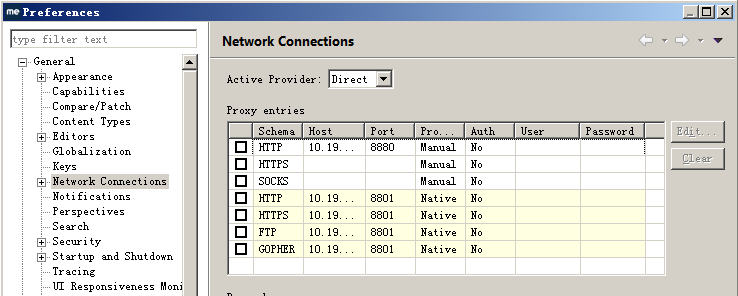 me Preferences
type filter text
General
Appearance
Capabilities
Compare/Patch
Content Types
Editors
Globalization
Keys
Network Connections
Notifications
Perspectives
Search
Security
Startup and Shutdown
Tracing
UI Responsiveness Moni
Network Connections
Active Provider: Direct
Proxy entries
Schema Host Port Pro... Auth User Password
HTTP 10.19... 8880 Manual No
HTTPS Manual No
SOCKS Manual No
HTTP 10.19... 8801 Native No
HTTPS 10.19... 8801 Native No
FTP 10.19... 8801 Native No
GOPHER 10.19... 8801 Native No
Edit...
Clear